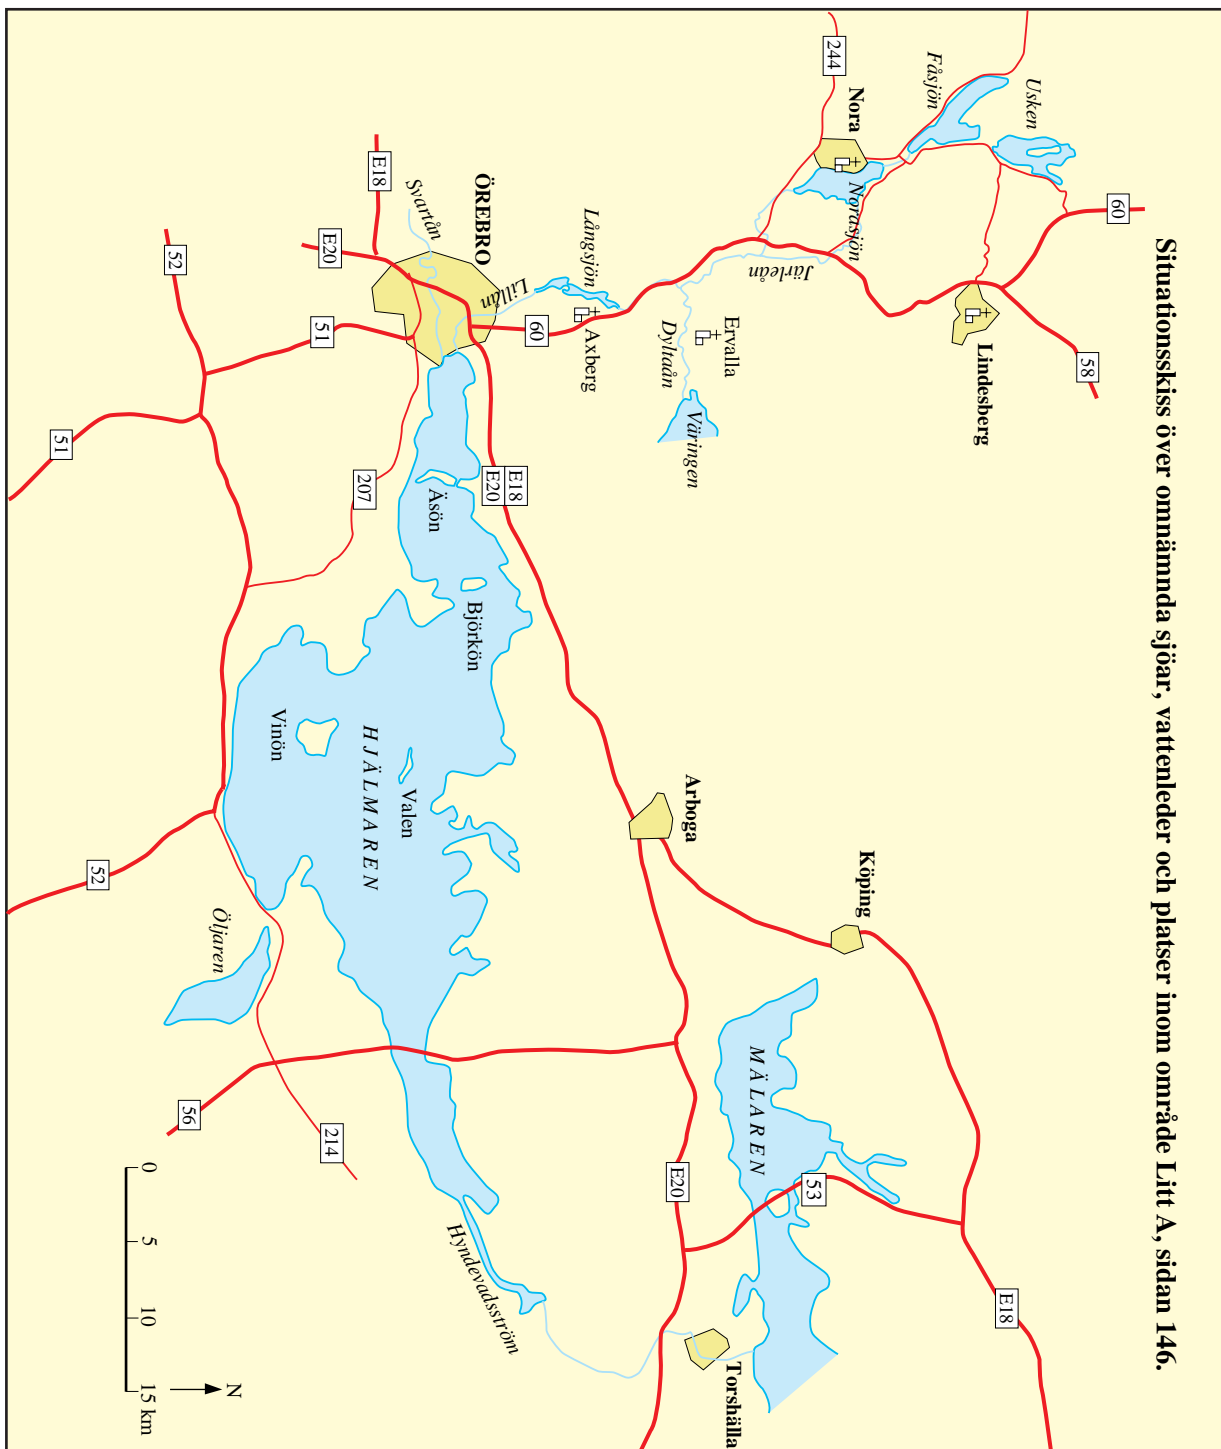 Situationsskiss över omnämnda sjöar, vattenleder och platser inom område Litt A, sidan 146.
60
58
Usken
Fåsjön
Lindesberg
244
Nora
Norasjön
Järleån
Ervalla
Dyltaån
Väringen
Långsjön
Axberg
60
Lillån
ÖREBRO
Svartån
E18
E20
52
51
51
207
E18
E20
Äsön
Björkön
Vinön
Valen
HJÄLMAREN
Arboga
Köping
52
Öljaren
MÄLAREN
53
E18
E20
56
214
Hyndevadsström
Torshälla
0
5
10
15 km
N